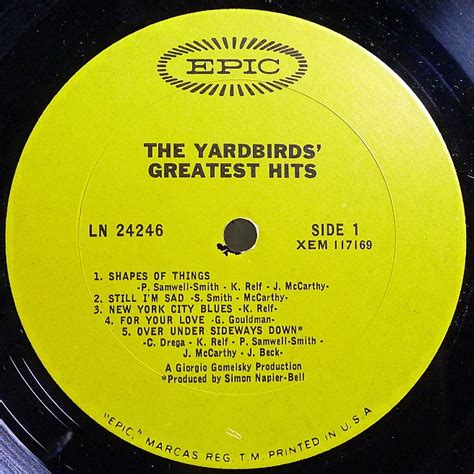 EPIC
THE YARDBIRDS'
GREATEST HITS
LN 24246
SIDE 1
XEM 117169
1. SHAPES OF THINGS
-P. Samwell-Smith - K. Relf - J. McCarthy-
2. STILL I'M SAD -S. Smith - McCarthy-
3. NEW YORK CITY BLUES -K. Relf-
4. FOR YOUR LOVE -G. Gouldman-
5. OVER UNDER SIDEWAYS DOWN*
-C. Drega - K. Relf - P. Samwell-Smith -
J. McCarthy - J. Beck-
A Giorgio Gomelsky Production
*Produced by Simon Napier-Bell
"EPIC," MARCAS REG. T.M. PRINTED IN U.S.A